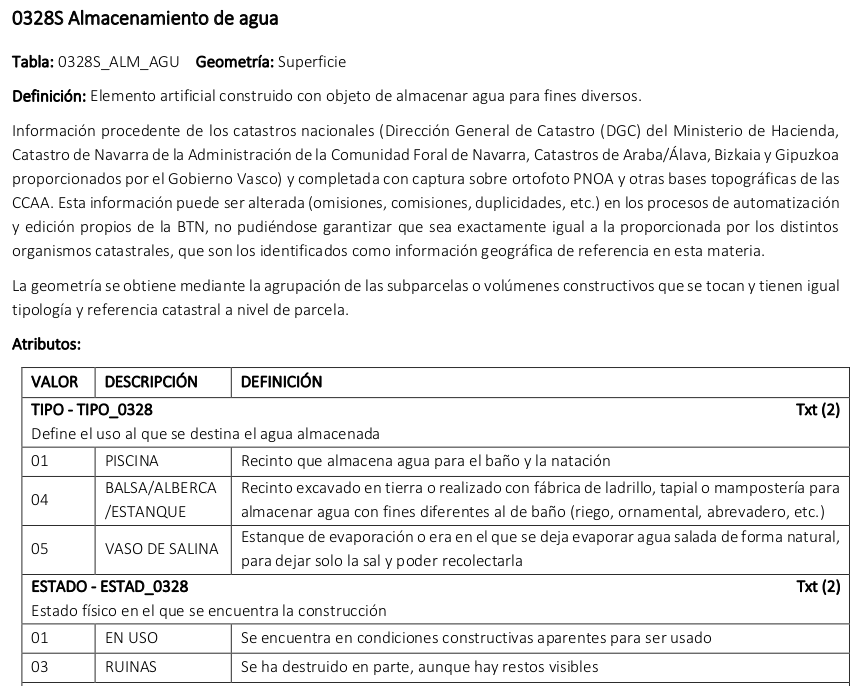 0328S Almacenamiento de agua
Tabla: 0328S_ALM_AGU Geometría: Superficie
Definición: Elemento artificial construido con objeto de almacenar agua para fines diversos.
Información procedente de los catastros nacionales (Dirección General de Catastro (DGC) del Ministerio de Hacienda,
Catastro de Navarra de la Administración de la Comunidad Foral de Navarra, Catastros de Araba/Álava, Bizkaia y Gipuzkoa
proporcionados por el Gobierno Vasco) y completada con captura sobre ortofoto PNOA y otras bases topográficas de las
CCAA. Esta información puede ser alterada (omisiones, comisiones, duplicidades, etc.) en los procesos de automatización
y edición propios de la BTN, no pudiéndose garantizar que sea exactamente igual a la proporcionada por los distintos
organismos catastrales, que son los identificados como información geográfica de referencia en esta materia.
La geometría se obtiene mediante la agrupación de las subparcelas o volúmenes constructivos que se tocan y tienen igual
tipología y referencia catastral a nivel de parcela.
Atributos:
VALOR DESCRIPCIÓN DEFINICIÓN
TIPO - TIPO_0328 Txt (2)
Define el uso al que se destina el agua almacenada
01 PISCINA Recinto que almacena agua para el baño y la natación
04 BALSA/ALBERCA Recinto excavado en tierra o realizado con fábrica de ladrillo, tapial o mampostería para
/ESTANQUE almacenar agua con fines diferentes al de baño (riego, ornamental, abrevadero, etc.)
05 VASO DE SALINA Estanque de evaporación o era en el que se deja evaporar agua salada de forma natural,
para dejar solo la sal y poder recolectarla
ESTADO - ESTAD_0328 Txt (2)
Estado físico en el que se encuentra la construcción
01 EN USO Se encuentra en condiciones constructivas aparentes para ser usado
03 RUINAS Se ha destruido en parte, aunque hay restos visibles